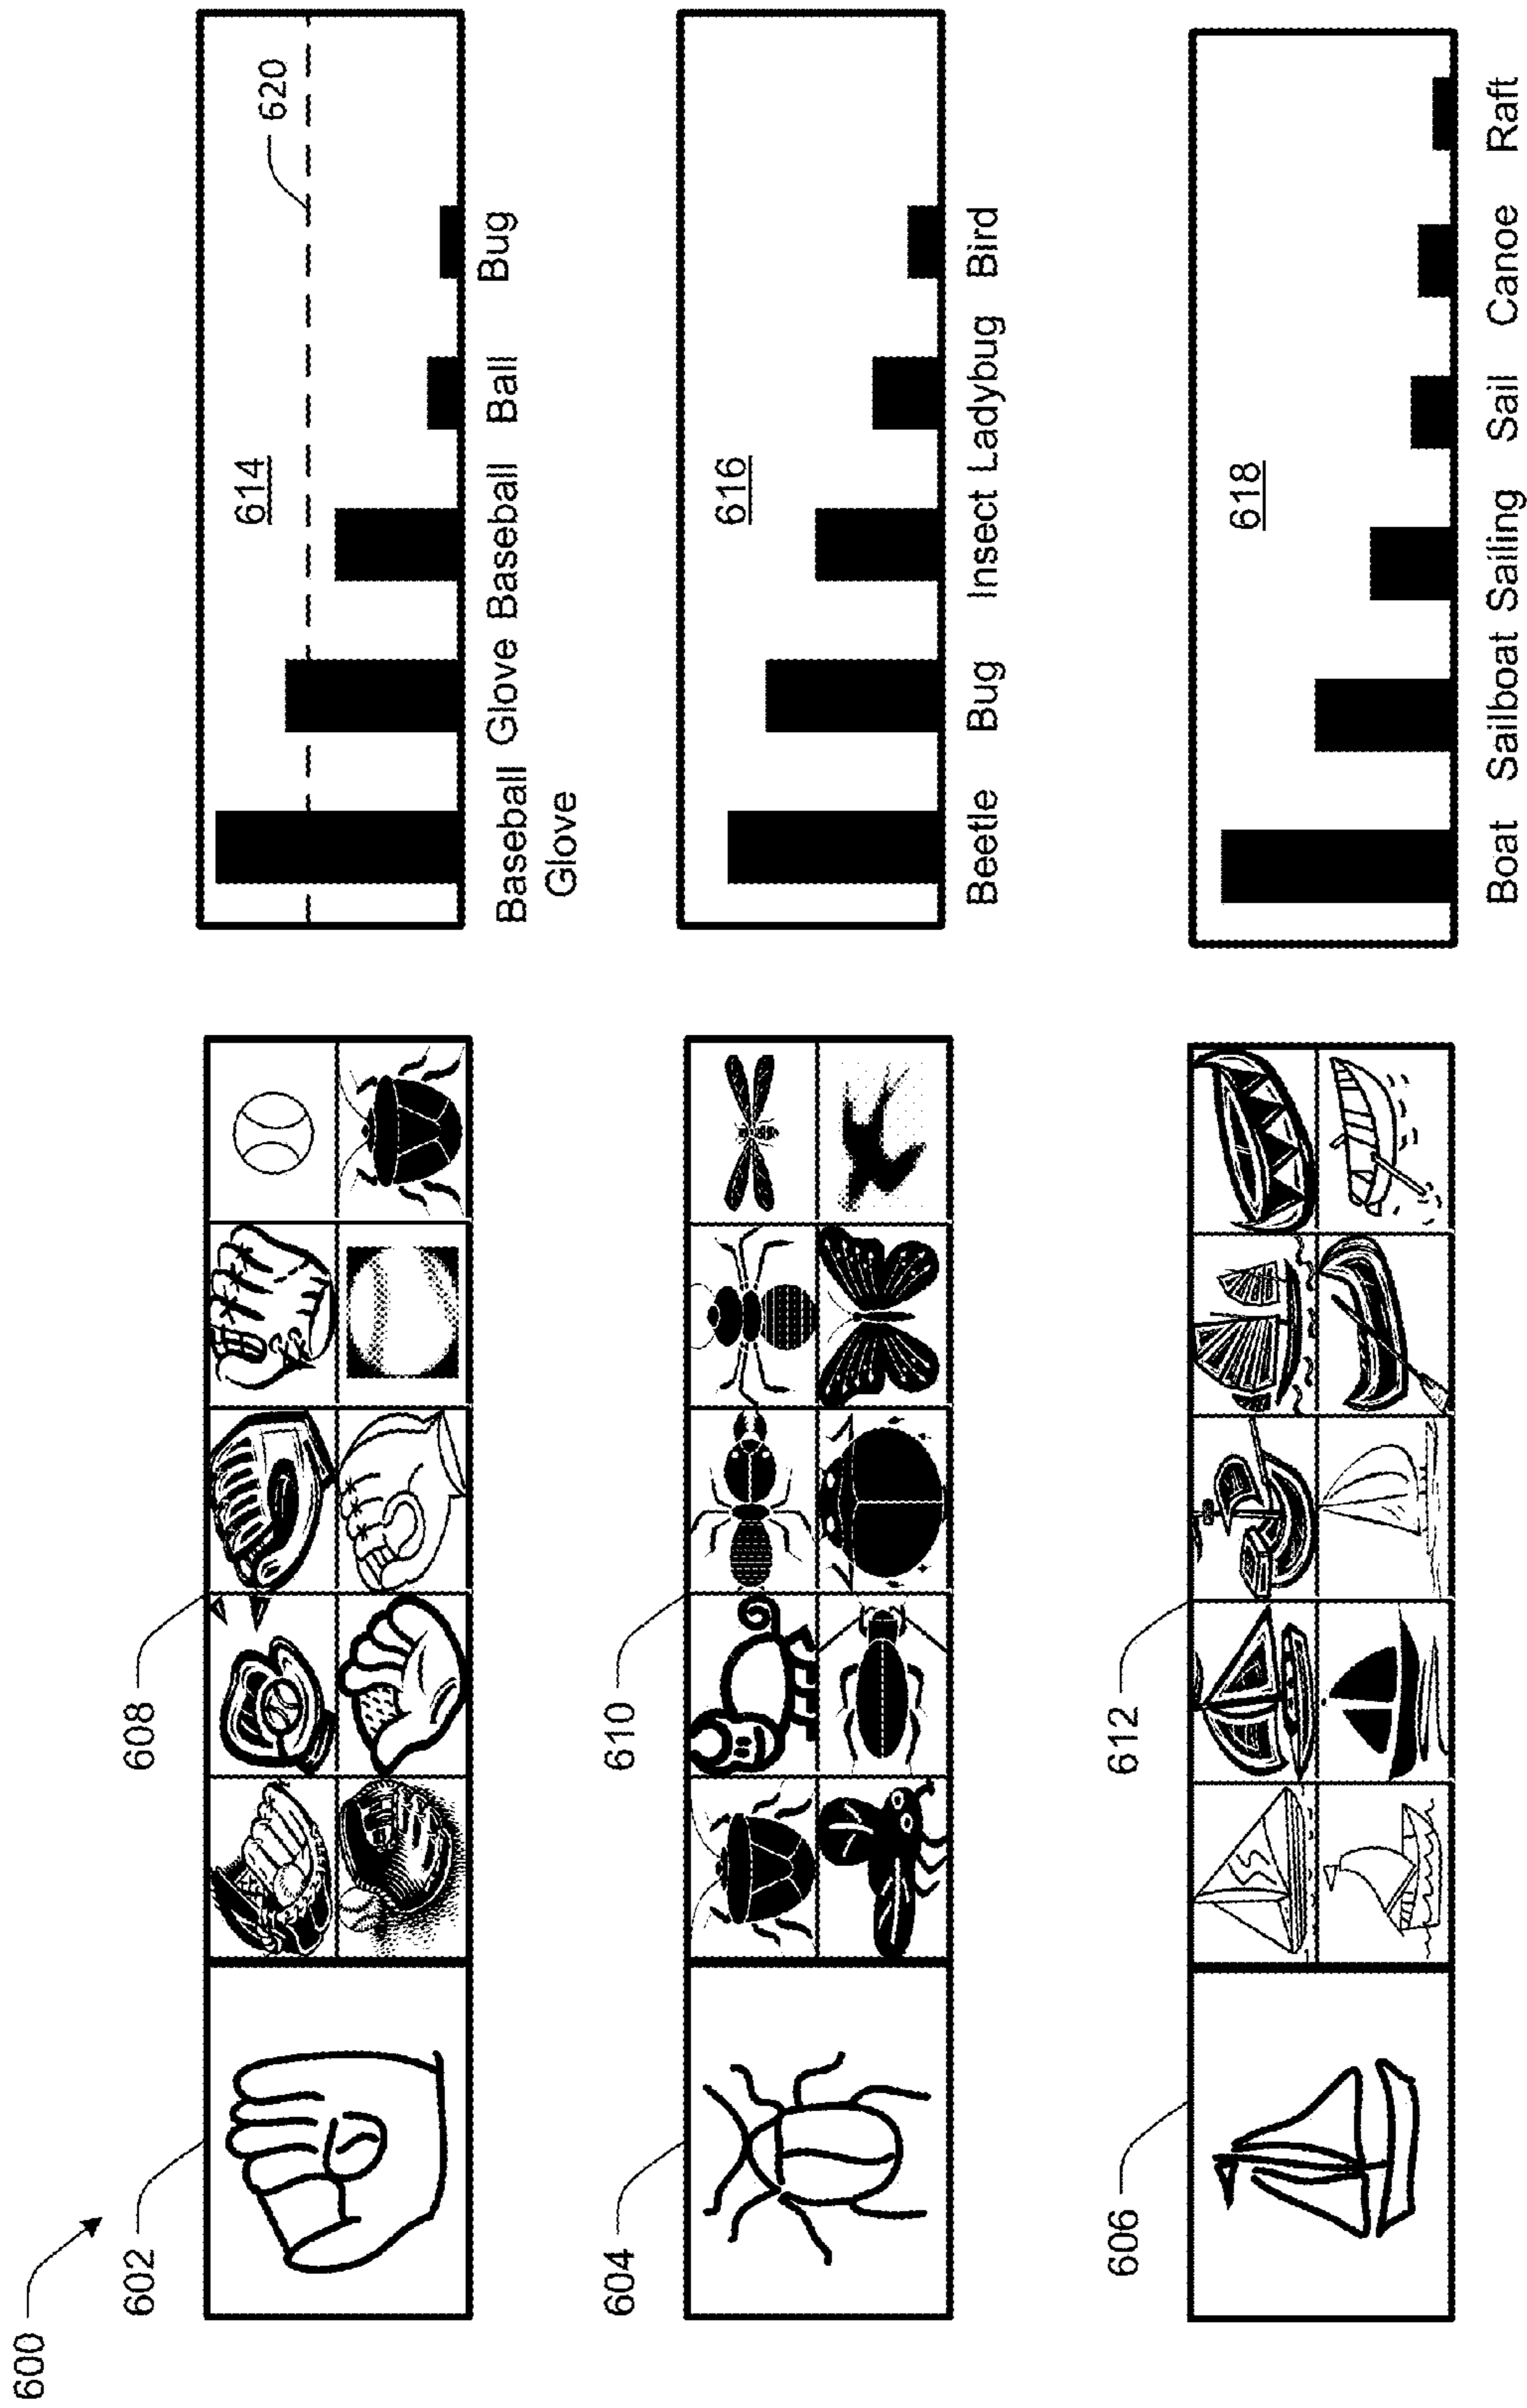 600
602
608
614
620
Baseball Glove Baseball Ball Bug
Glove
604
610
616
Beetle Bug Insect Ladybug Bird
606
612
618
Boat Sailboat Sailing Sail Canoe Raft